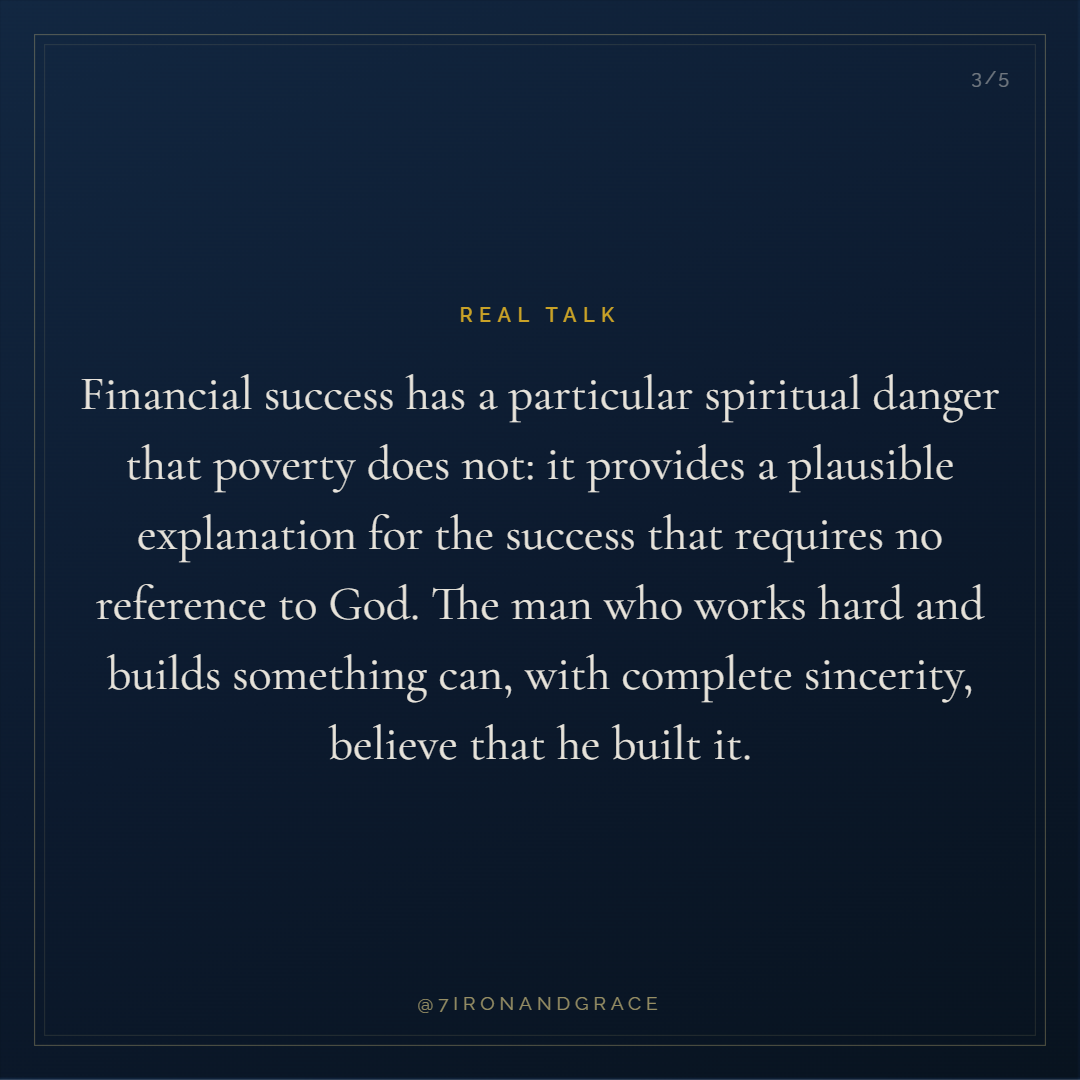 3/5
REAL TALK
Financial success has a particular spiritual danger
that poverty does not: it provides a plausible
explanation for the success that requires no
reference to God. The man who works hard and
builds something can, with complete sincerity,
believe that he built it.
@7IRONANDGRACE